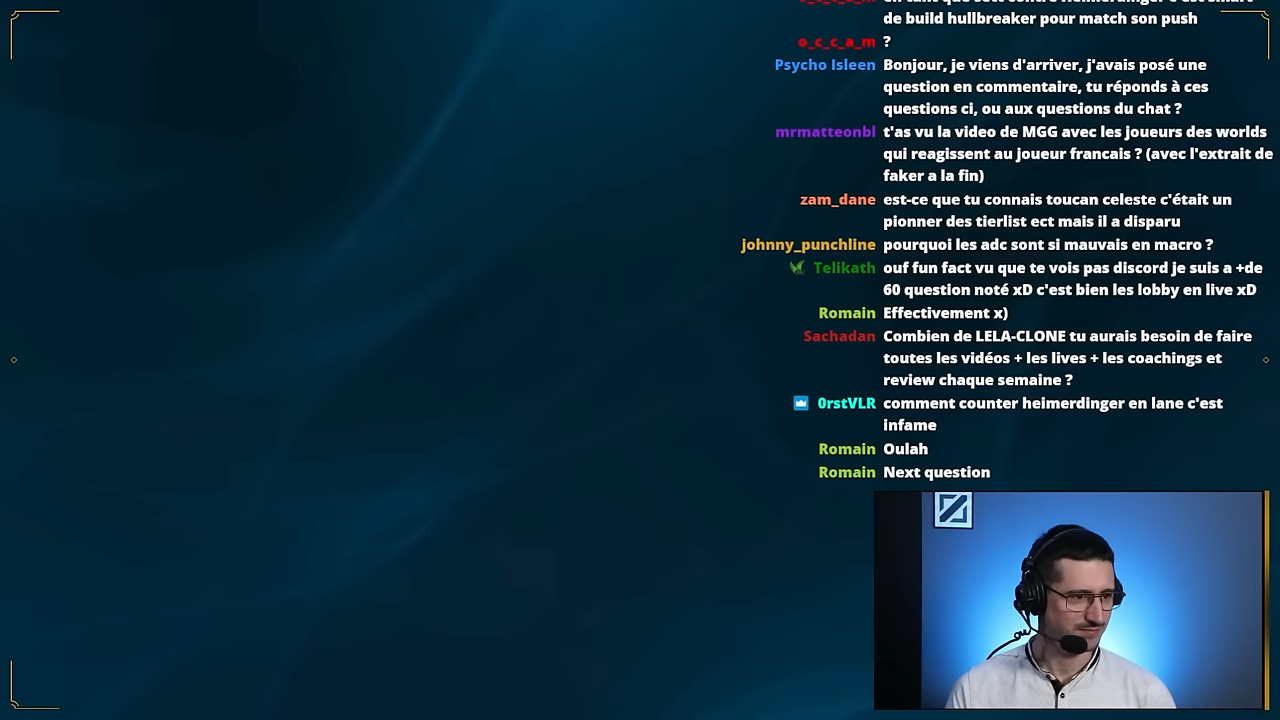 de build hullbreaker pour match son push
o_c_c_a_m ?
Psycho Isleen Bonjour, je viens d'arriver, j'avais posé une
question en commentaire, tu réponds à ces
questions ci, ou aux questions du chat ?
mrmatteonbl t'as vu la video de MGG avec les joueurs des worlds
qui reagissent au joueur francais ? (avec l'extrait de
faker a la fin)
zam_dane est-ce que tu connais toucan celeste c'était un
pionner des tierlist ect mais il a disparu
johnny_punchline pourquoi les adc sont si mauvais en macro ?
Telikath ouf fun fact vu que te vois pas discord je suis a +de
60 question noté xD c'est bien les lobby en live xD
Romain Effectivement x)
Sachadan Combien de LELA-CLONE tu aurais besoin de faire
toutes les vidéos + les lives + les coachings et
review chaque semaine ?
0rstVLR comment counter heimerdinger en lane c'est
infame
Romain Oulah
Romain Next question